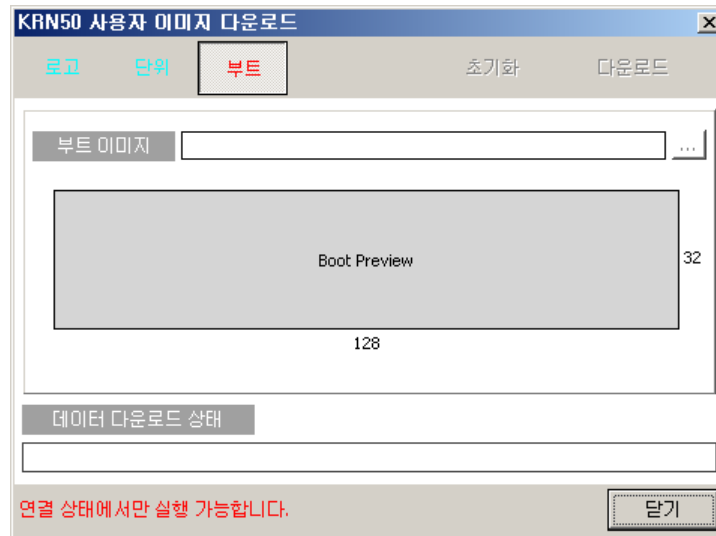 KRN50 사용자 이미지 다운로드
로고 단위 부트 초기화 다운로드
부트 이미지 ...
Boot Preview
32
128
데이터 다운로드 상태
연결 상태에서만 실행 가능합니다. 닫기